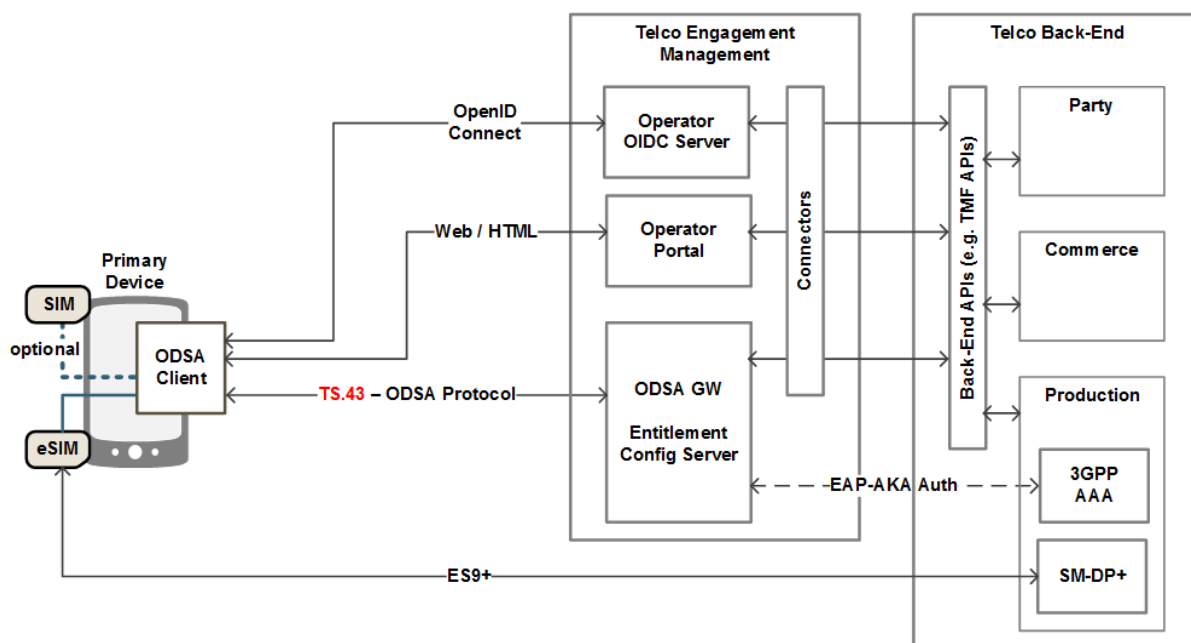 Telco Engagement
Management
Telco Back-End
OpenID
Connect
Operator
OIDC Server
Party
Web / HTML
Operator
Portal
Connectors
Back-End APIs (e.g. TMF APIs)
Commerce
Primary
Device
SIM
optional
ODSA
Client
eSIM
TS.43 – ODSA Protocol
ODSA GW
Entitlement
Config Server
Production
EAP-AKA Auth
3GPP
AAA
ES9+
SM-DP+